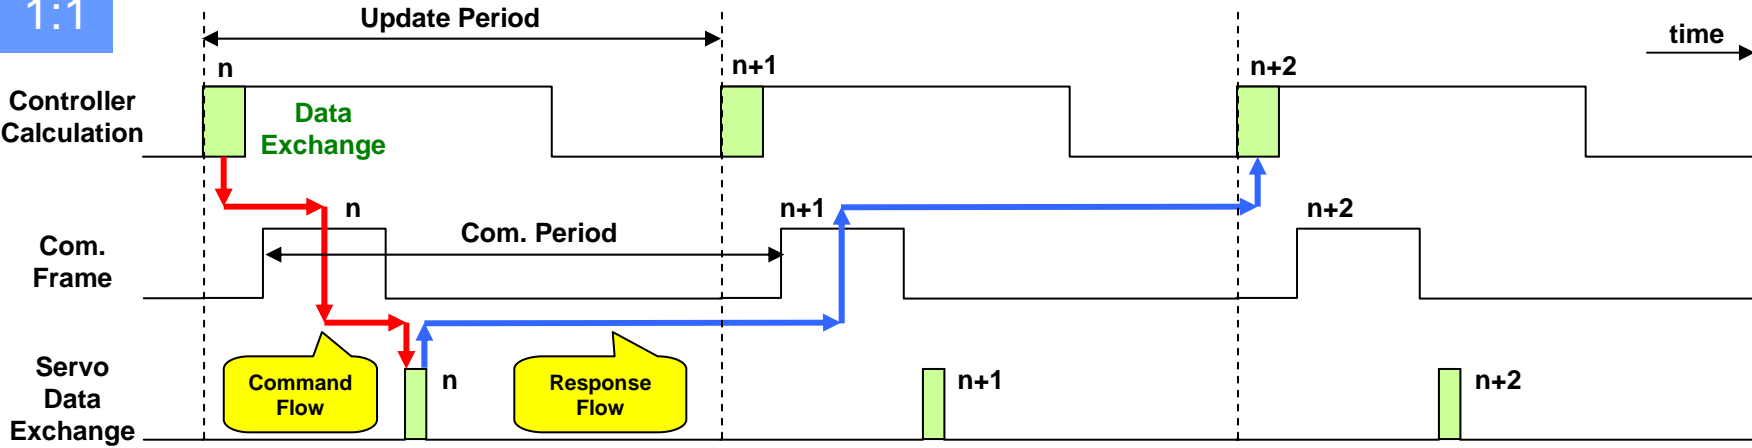 1:1
Update Period
time
n
n+1
n+2
Controller
Calculation
Data
Exchange
n
n+1
n+2
Com.
Frame
Com. Period
Servo
Data
Exchange
Command
Flow
n
Response
Flow
n+1
n+2